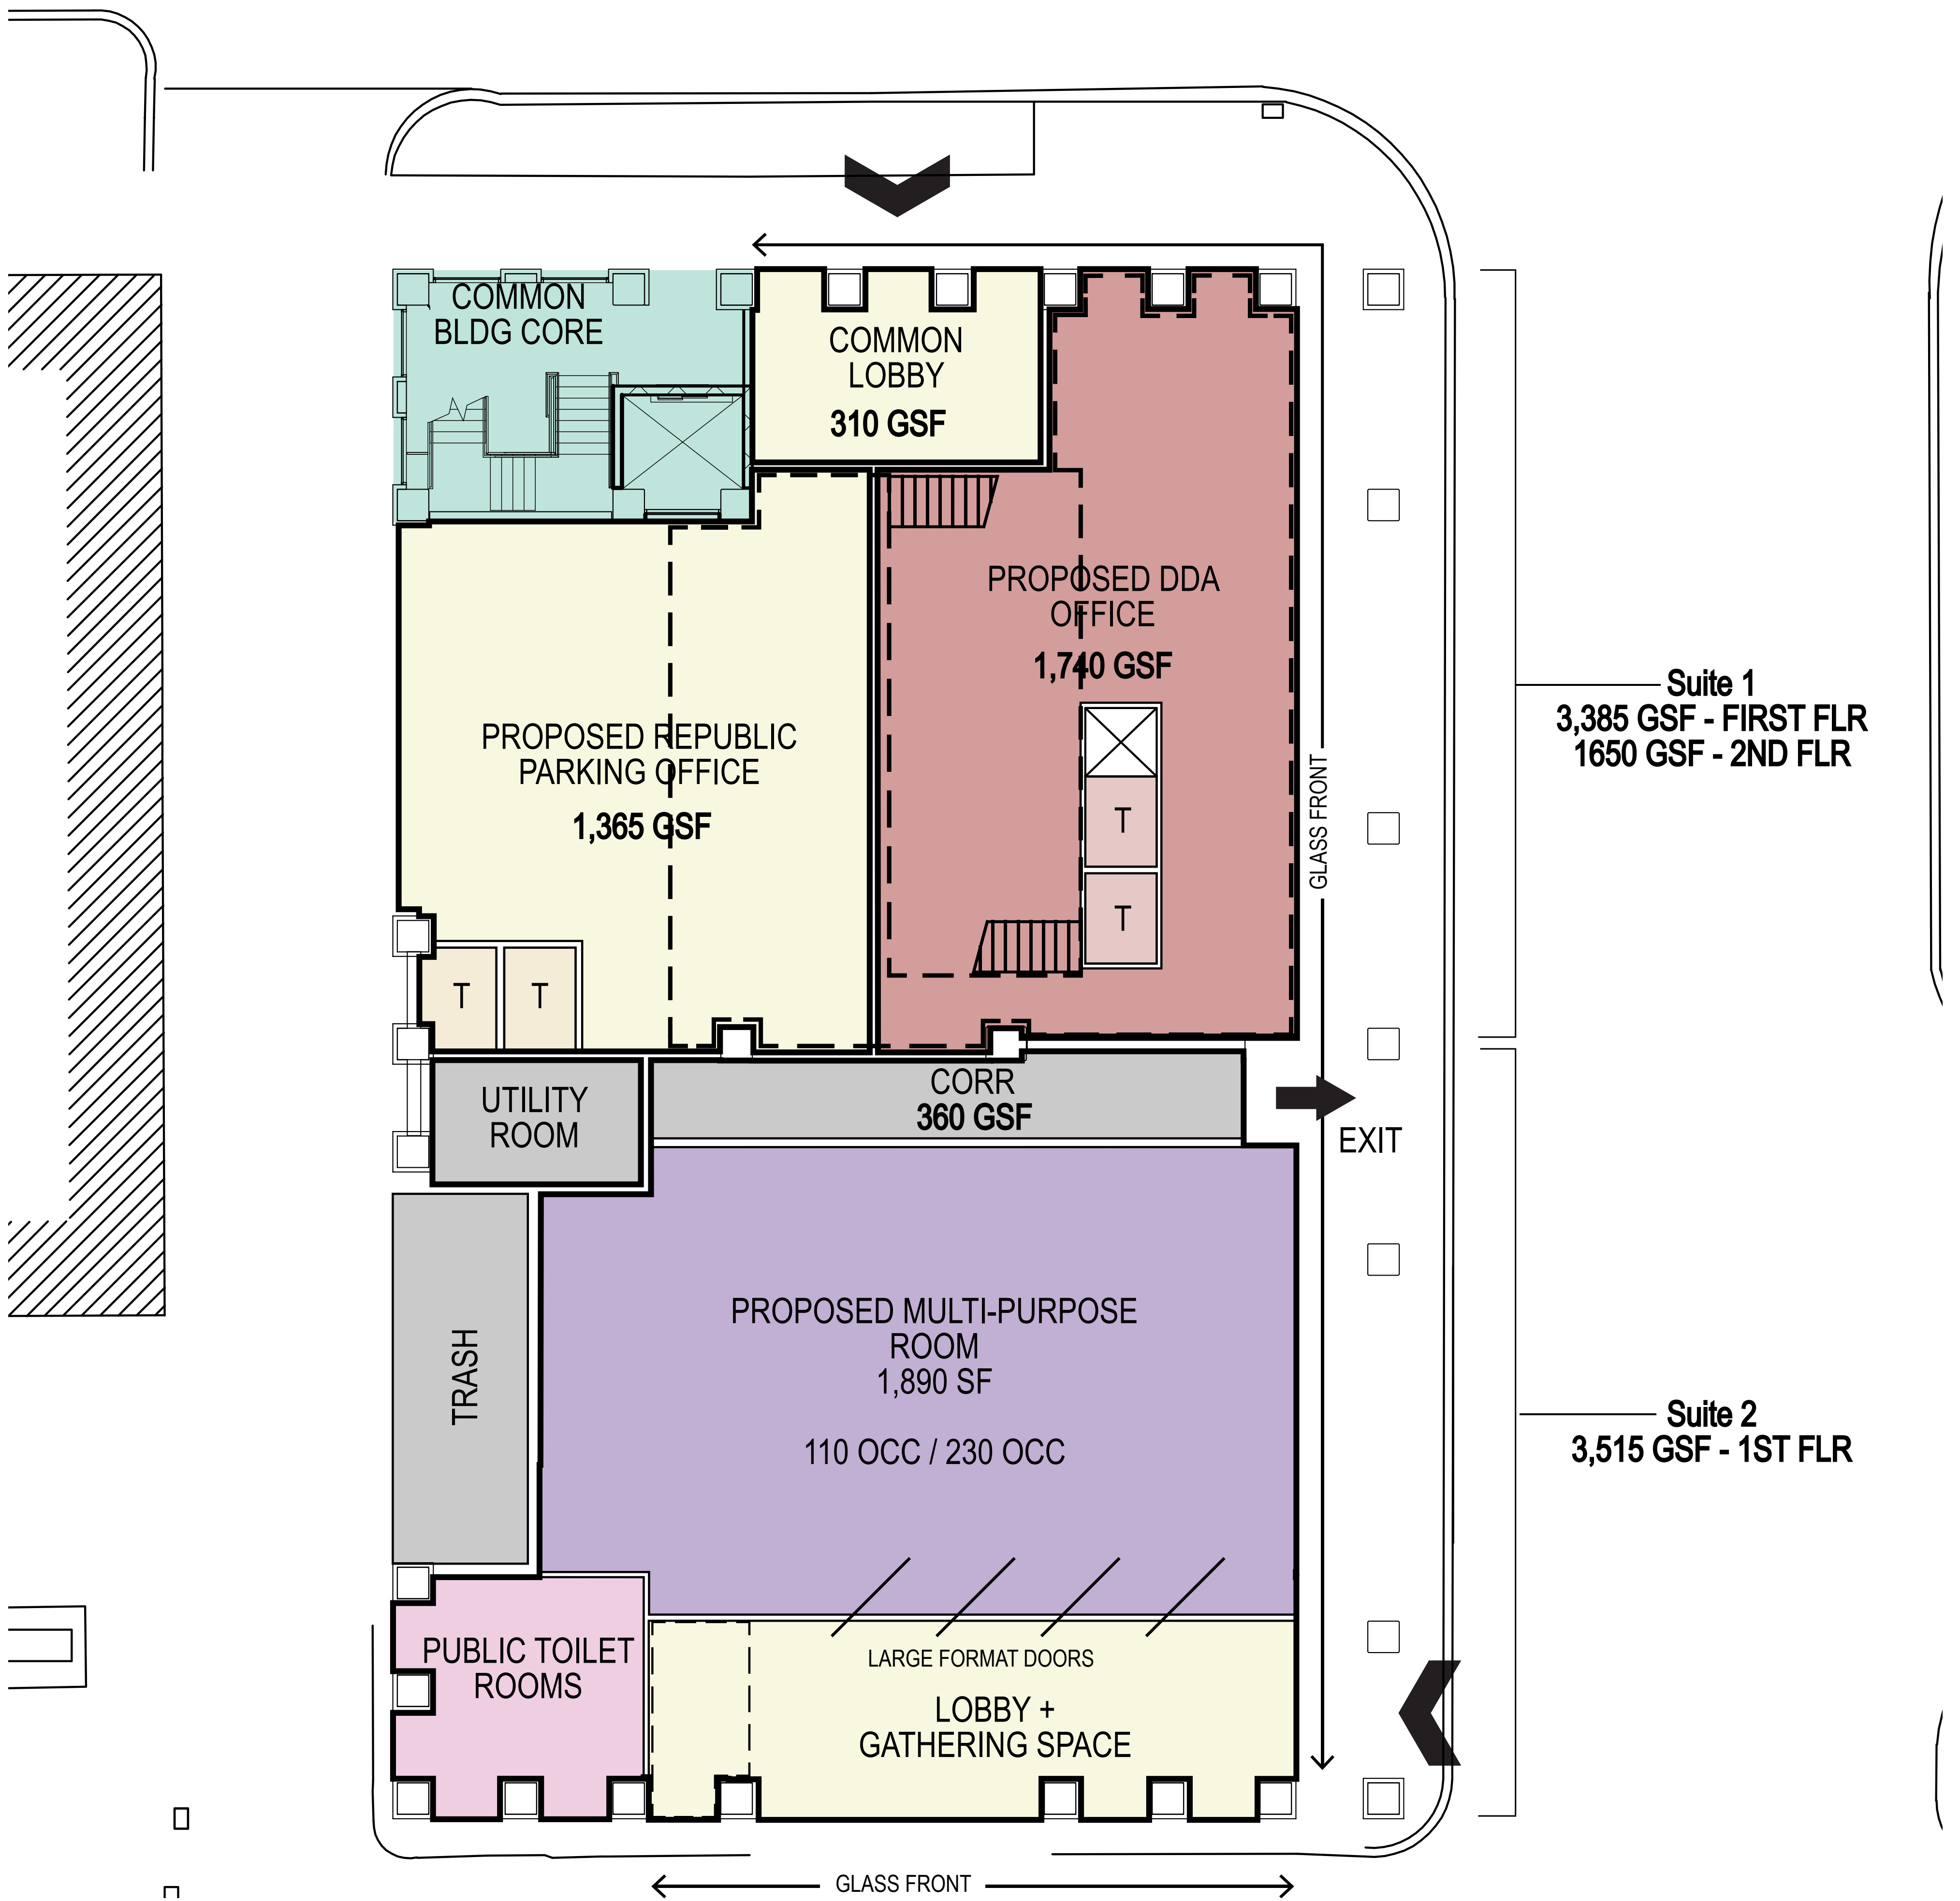 COMMON
BLDG CORE
COMMON
LOBBY
310 GSF
PROPOSED DDA
OFFICE
1,740 GSF
Suite 1
3,385 GSF - FIRST FLR
1650 GSF - 2ND FLR
PROPOSED REPUBLIC
PARKING OFFICE
1,365 GSF
GLASS FRONT
T
T
T
T
UTILITY
ROOM
CORR
360 GSF
EXIT
TRASH
PROPOSED MULTI-PURPOSE
ROOM
1,890 SF
110 OCC / 230 OCC
Suite 2
3,515 GSF - 1ST FLR
PUBLIC TOILET
ROOMS
LARGE FORMAT DOORS
LOBBY +
GATHERING SPACE
GLASS FRONT